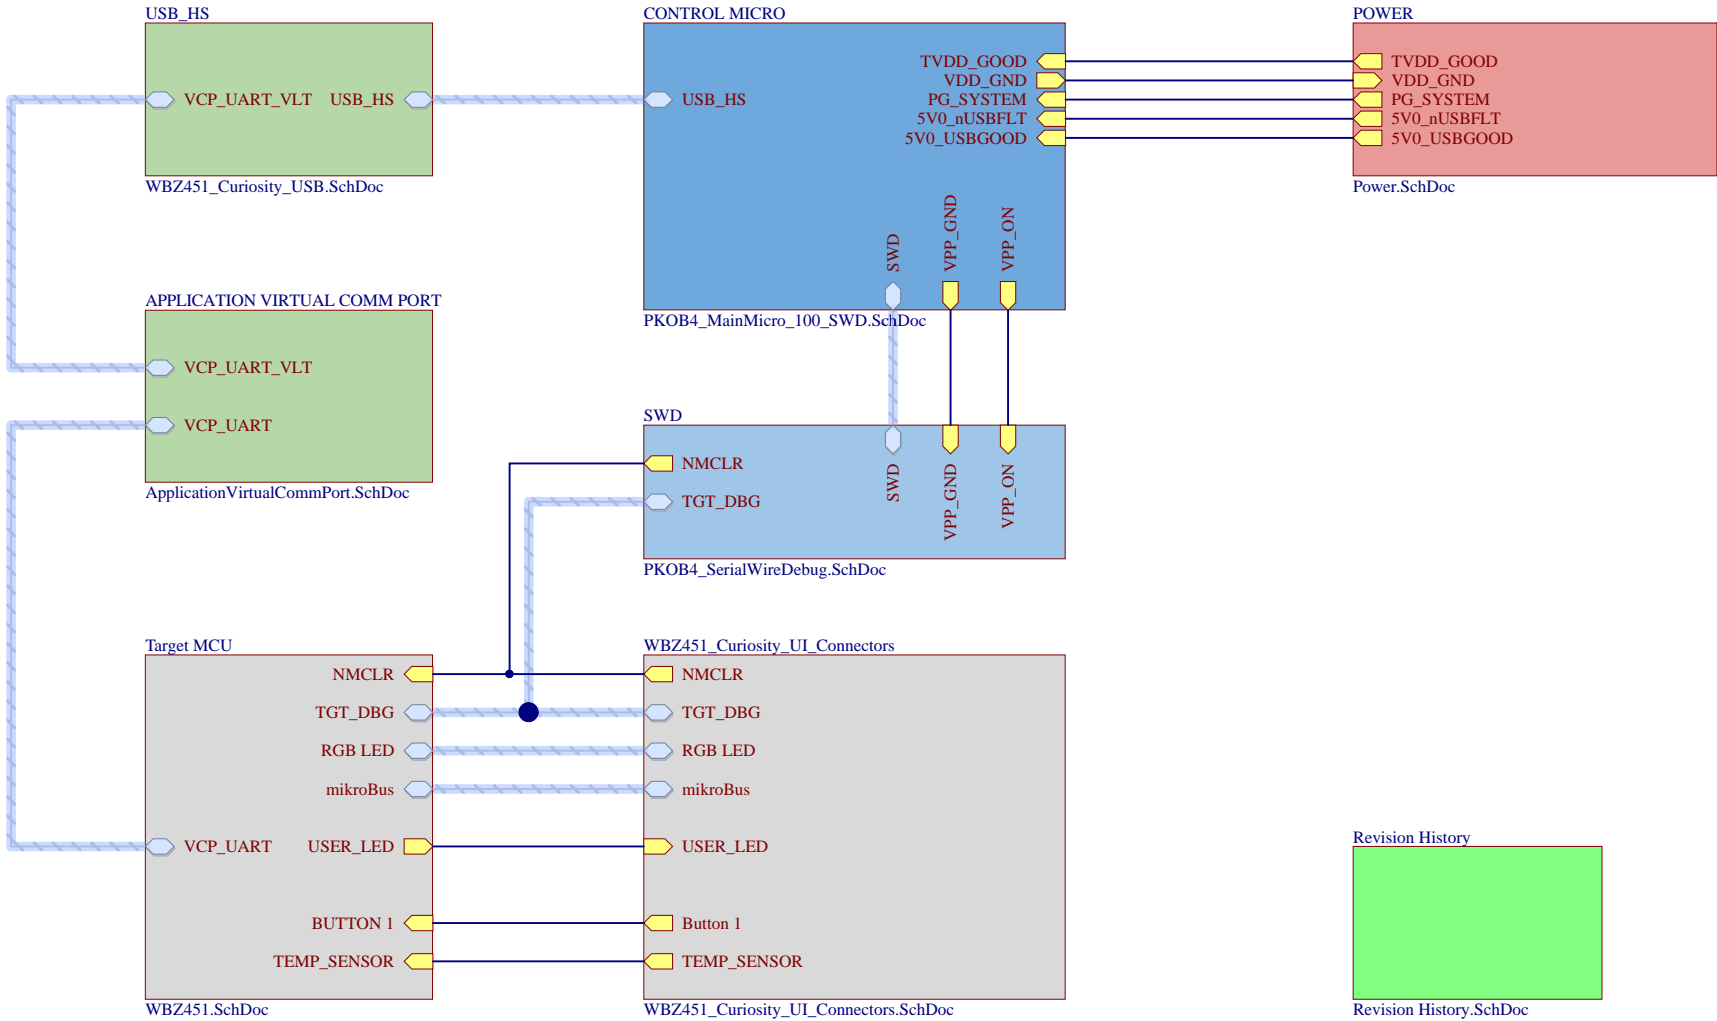 USB_HS
VCP_UART_VLT USB_HS
WBZ451_Curiosity_USB.SchDoc
CONTROL MICRO
USB_HS
TVDD_GOOD
VDD_GND
PG_SYSTEM
5V0_nUSBFLT
5V0_USBGOOD
SWD
VPP_GND
VPP_ON
PKOB4_MainMicro_100_SWD.SchDoc
POWER
TVDD_GOOD
VDD_GND
PG_SYSTEM
5V0_nUSBFLT
5V0_USBGOOD
Power.SchDoc
APPLICATION VIRTUAL COMM PORT
VCP_UART_VLT
VCP_UART
ApplicationVirtualCommPort.SchDoc
SWD
NMCLR
TGT_DBG
SWD
VPP_GND
VPP_ON
PKOB4_SerialWireDebug.SchDoc
Target MCU
NMCLR
TGT_DBG
RGB LED
mikroBus
VCP_UART USER_LED
BUTTON 1
TEMP_SENSOR
WBZ451.SchDoc
WBZ451_Curiosity_UI_Connectors
NMCLR
TGT_DBG
RGB LED
mikroBus
USER_LED
Button 1
TEMP_SENSOR
WBZ451_Curiosity_UI_Connectors.SchDoc
Revision History
Revision History.SchDoc